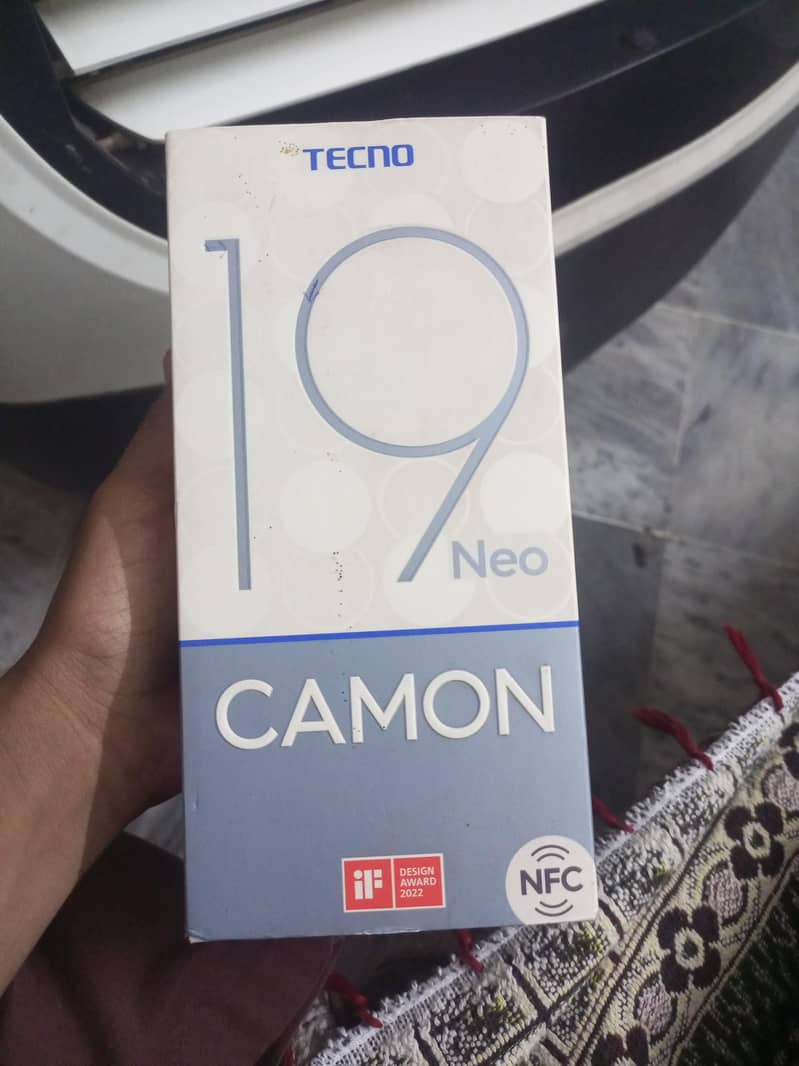 TECNO
19
Neo
CAMON
iF
DESIGN
AWARD
2022
NFC